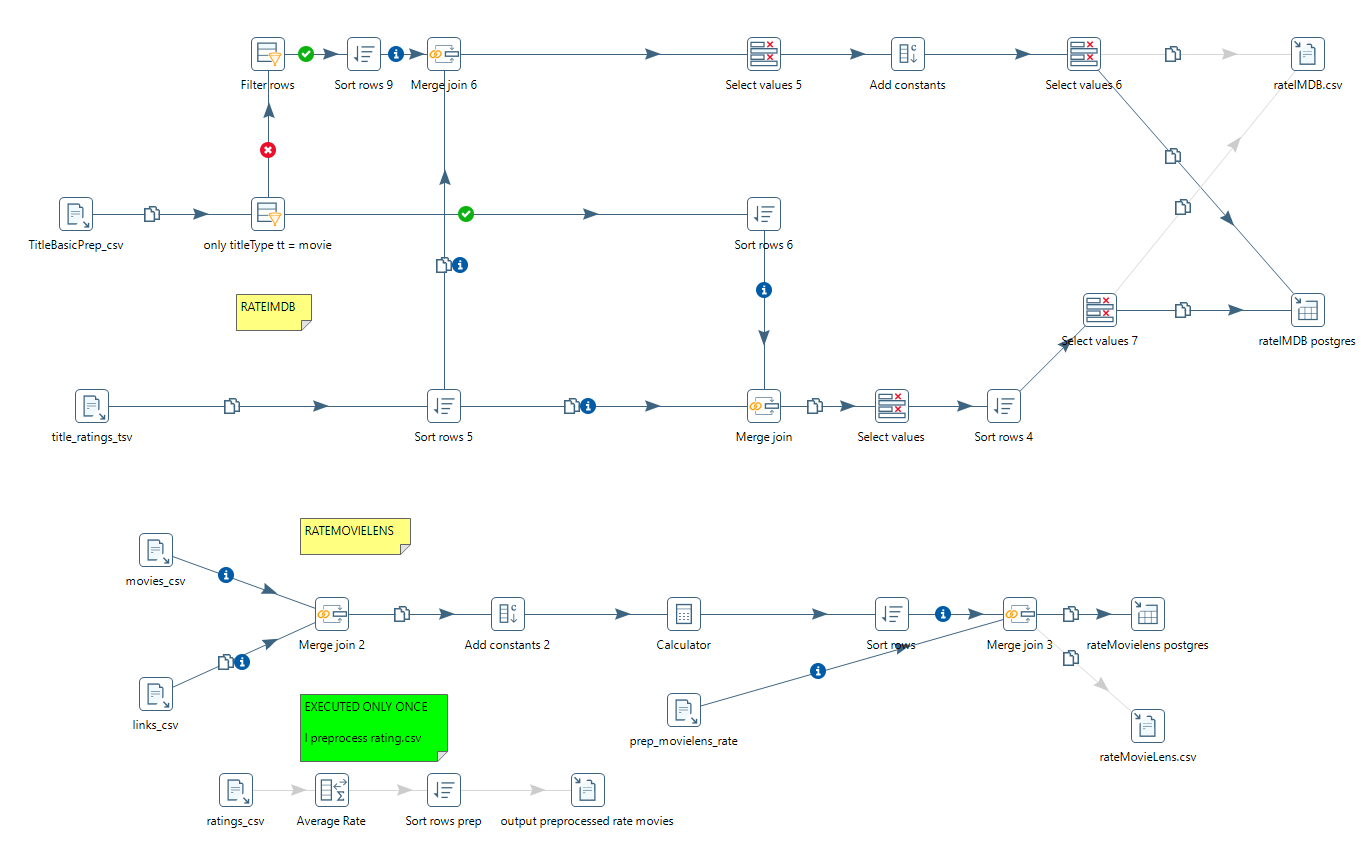 Filter rows
Sort rows 9
Merge join 6
Select values 5
Add constants
Select values 6
rateIMDB.csv
TitleBasicPrep_csv
only titleType tt = movie
Sort rows 6
RATEIMDB
Select values 7
rateIMDB postgres
title_ratings_tsv
Sort rows 5
Merge join
Select values
Sort rows 4
RATEMOVIELENS
movies_csv
Merge join 2
Add constants 2
Calculator
Sort rows
Merge join 3
rateMovielens postgres
links_csv
EXECUTED ONLY ONCE
I preprocess rating.csv
prep_movielens_rate
rateMovieLens.csv
ratings_csv
Average Rate
Sort rows prep
output preprocessed rate movies